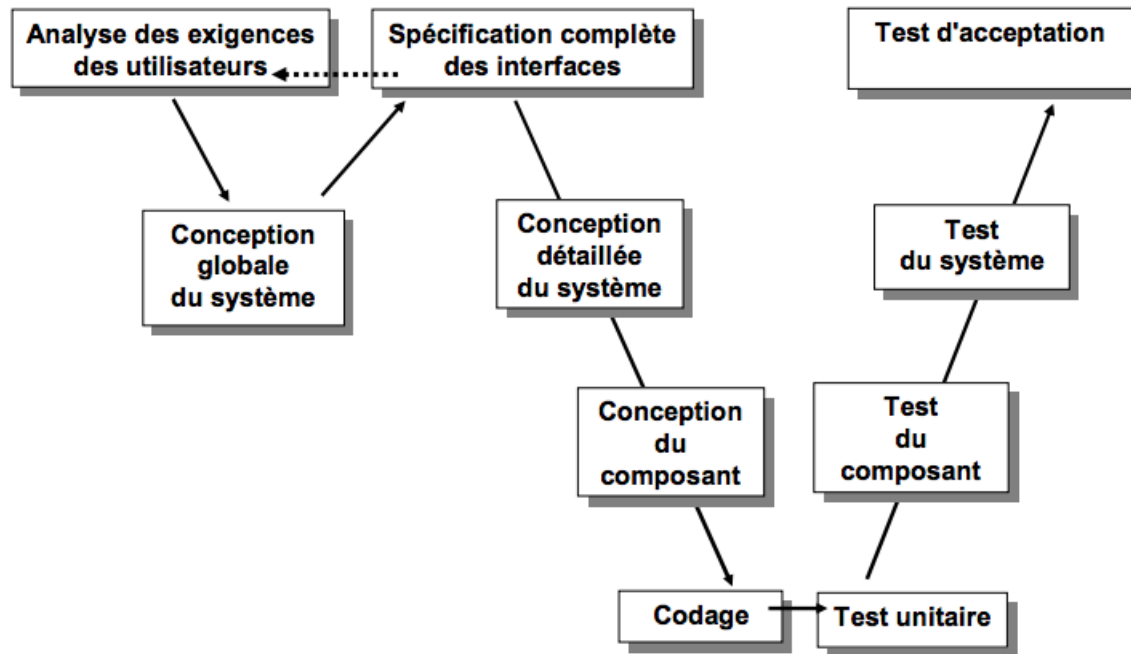 Analyse des exigences
des utilisateurs
Spécification complète
des interfaces
Test d'acceptation
Conception
globale
du système
Conception
détaillée
du système
Test
du système
Conception
du
composant
Test
du
composant
Codage
Test unitaire